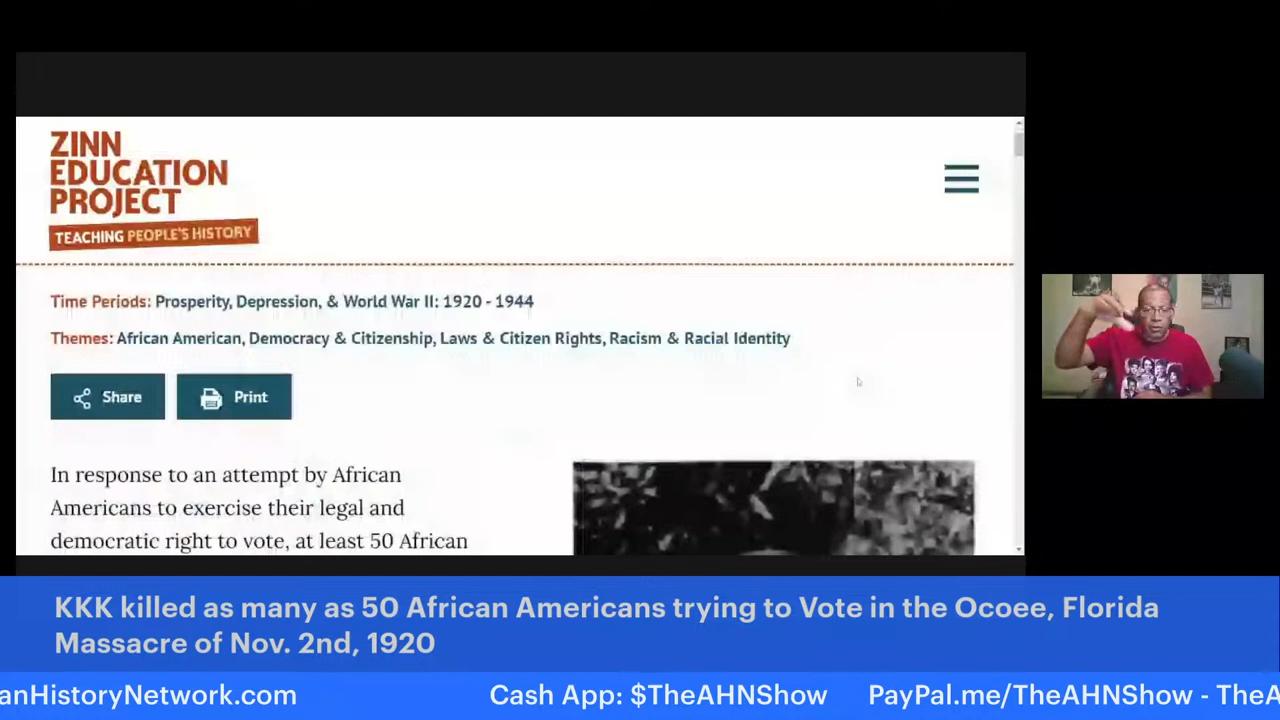 ZINN
EDUCATION
PROJECT
TEACHING PEOPLE'S HISTORY
Time Periods: Prosperity, Depression, & World War II: 1920 - 1944
Themes: African American, Democracy & Citizenship, Laws & Citizen Rights, Racism & Racial Identity
Share
Print
In response to an attempt by African
Americans to exercise their legal and
democratic right to vote, at least 50 African
KKK killed as many as 50 African Americans trying to Vote in the Ocoee, Florida
Massacre of Nov. 2nd, 1920
anHistoryNetwork.com Cash App: $TheAHNShow PayPal.me/TheAHNShow - TheA